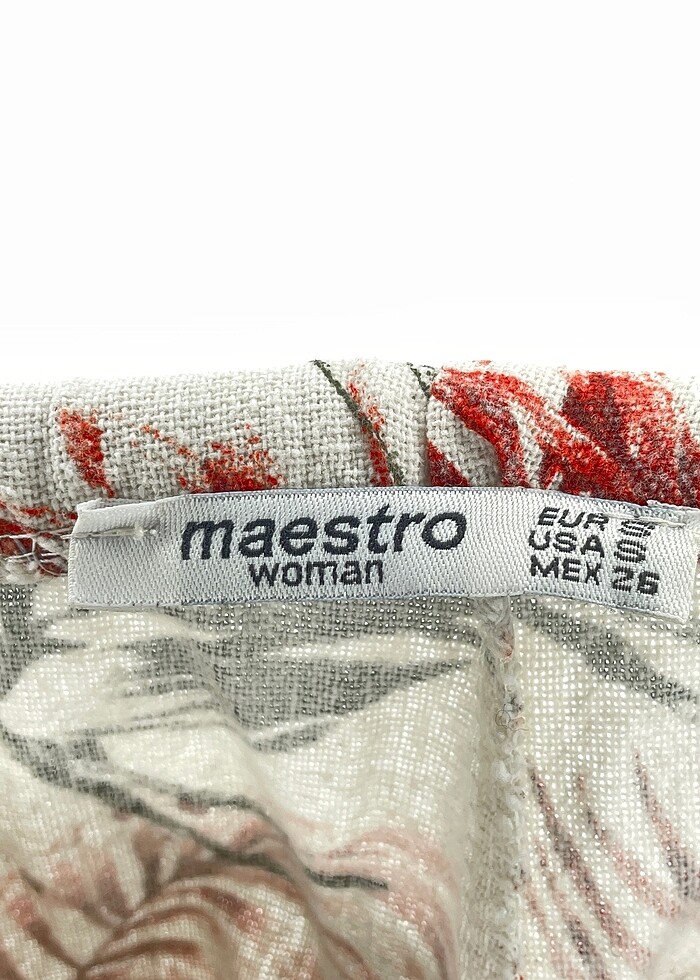 maestro
woman
EUR S
USA S
MEX 26